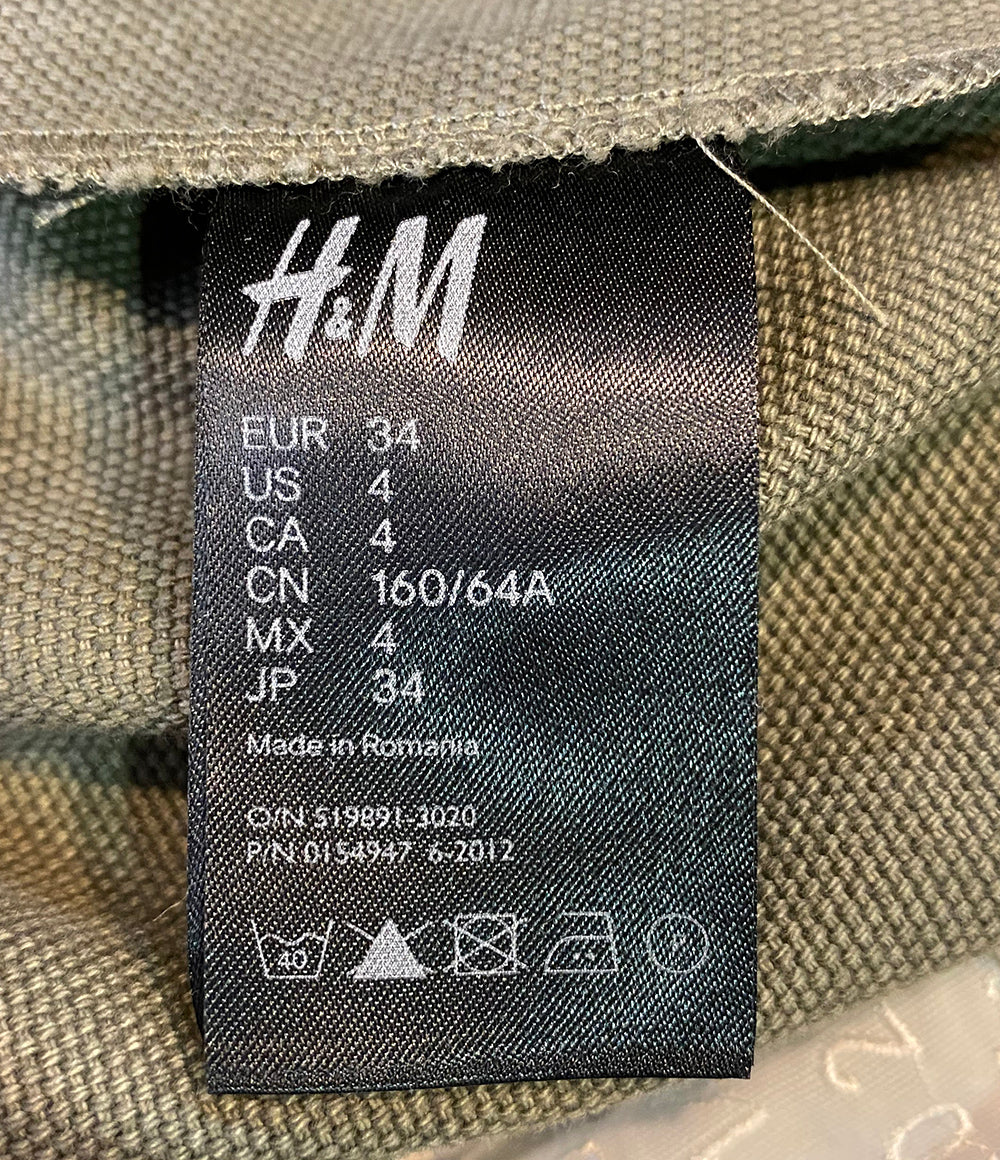 H&M
EUR 34
US 4
CA 4
CN 160/64A
MX 4
JP 34
Made in Romania
O/N 519891-3020
P/N 0154947 6-2012
40
P